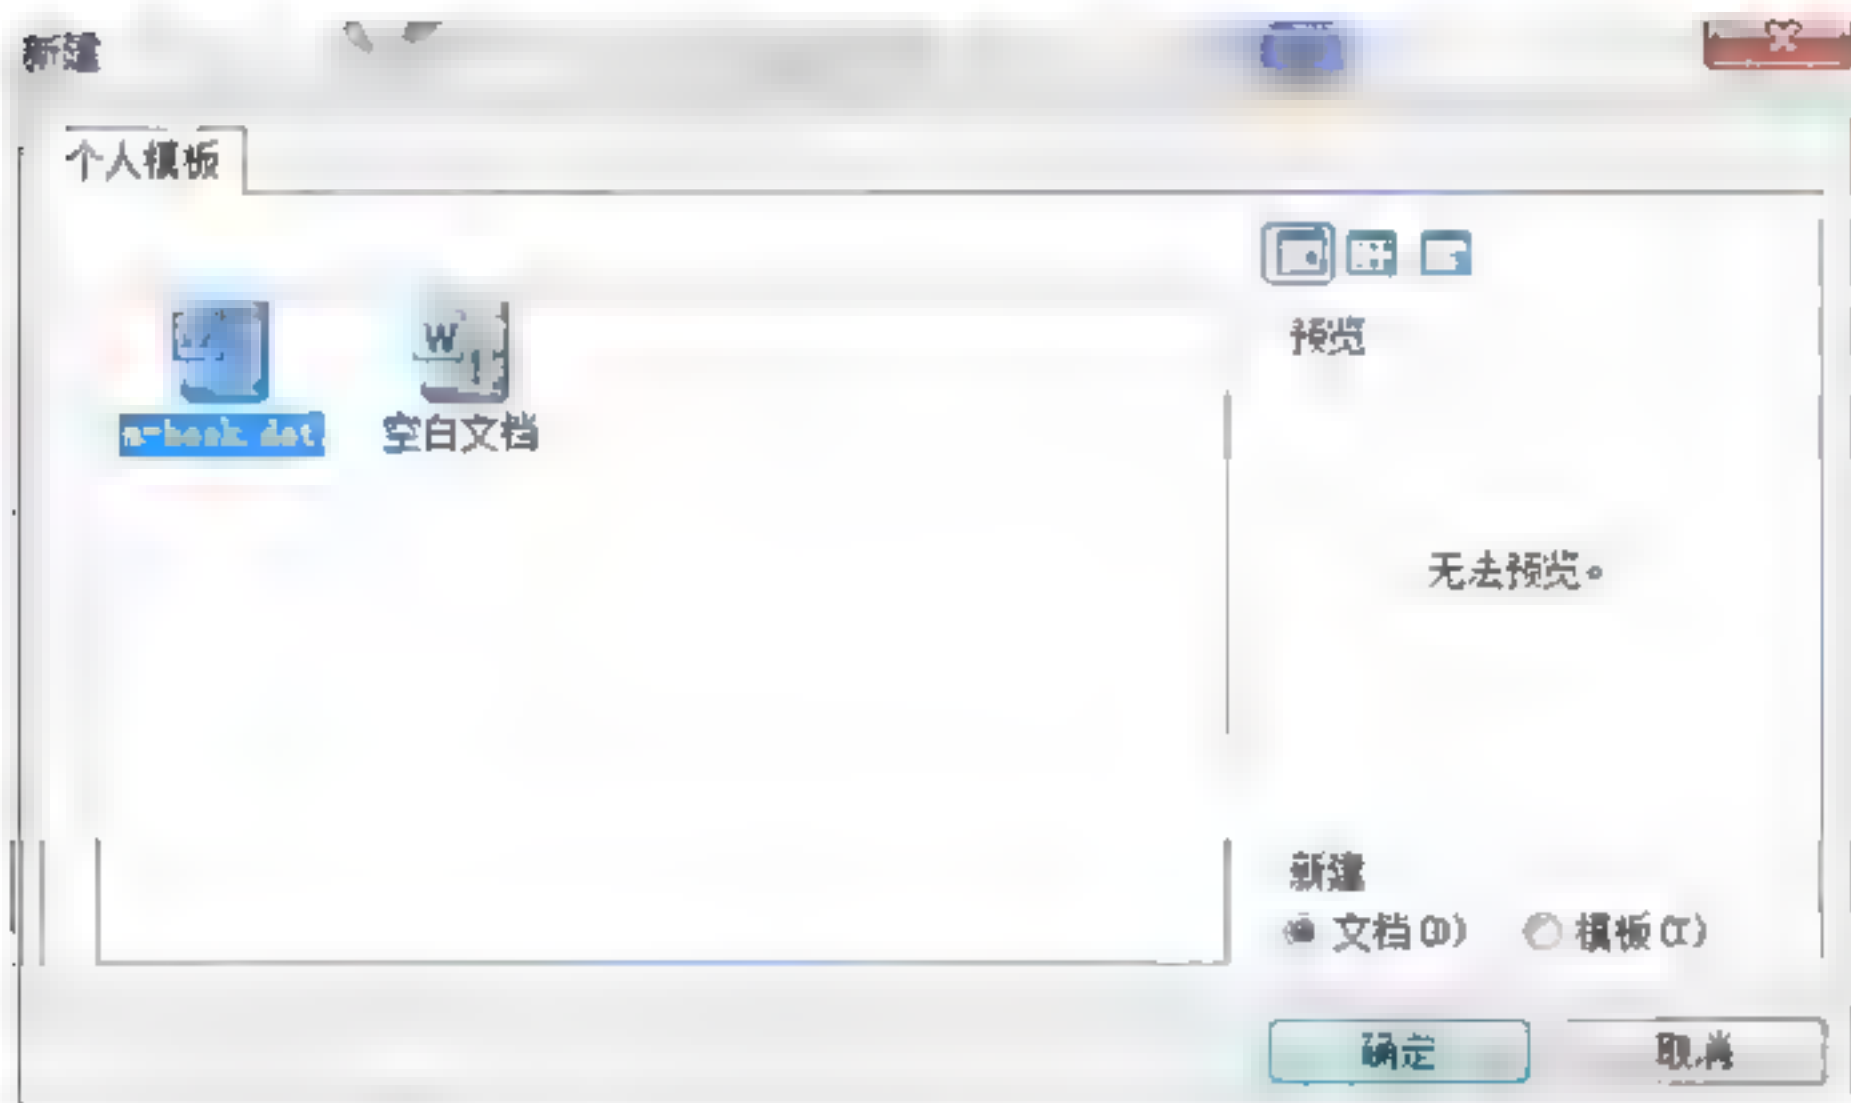 新建
个人模板
预览
空白文档
无法预览。
新建
文档(D) 模板(T)
确定 取消